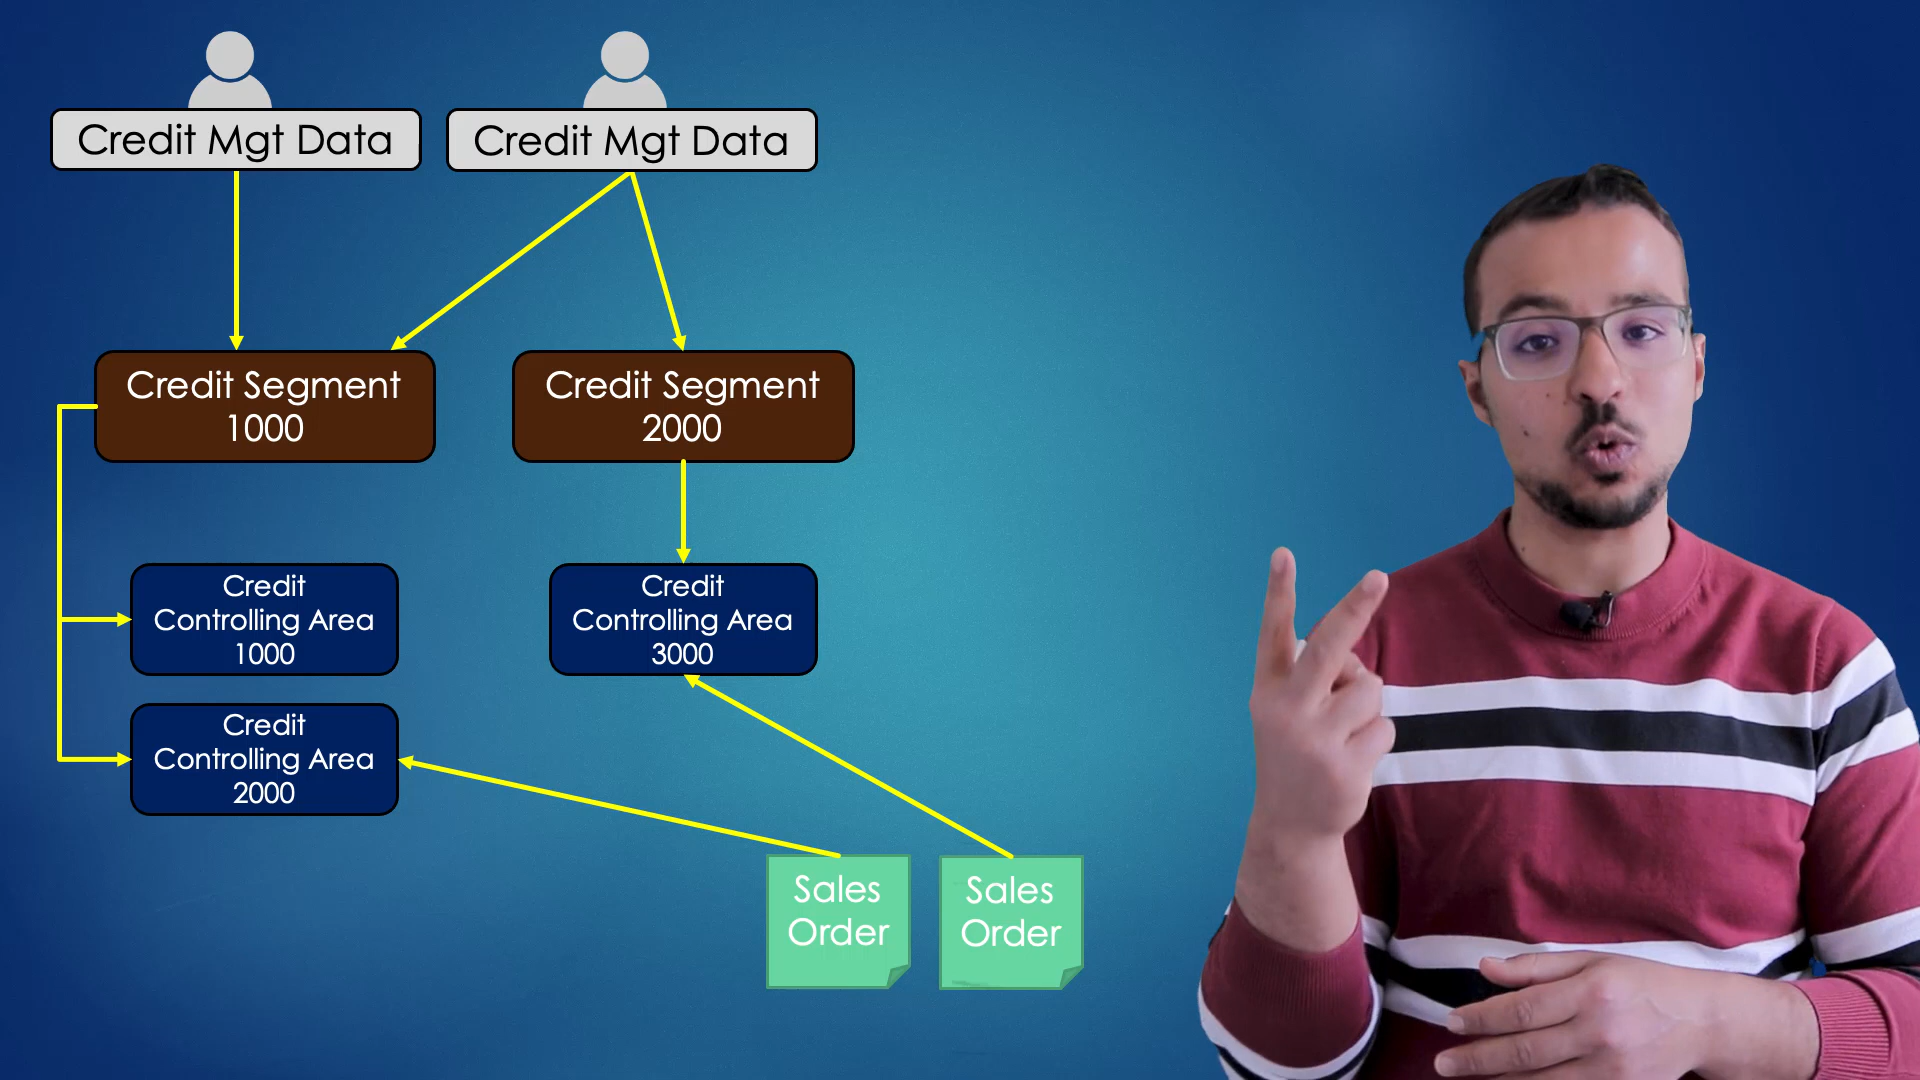 Credit Mgt Data
Credit Mgt Data
Credit Segment
1000
Credit Segment
2000
Credit
Controlling Area
1000
Credit
Controlling Area
3000
Credit
Controlling Area
2000
Sales
Order
Sales
Order